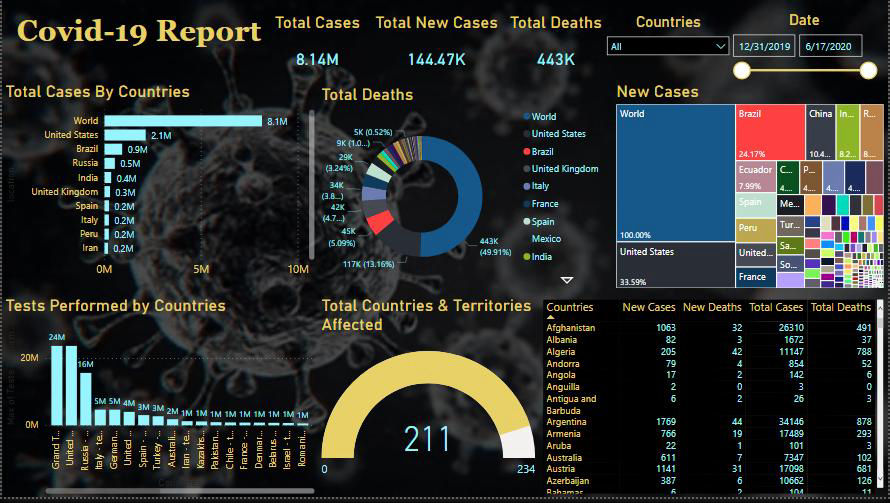 Covid-19 Report
Total Cases
8.14M
Total New Cases
144.47K
Total Deaths
443K
Countries
All
Date
12/31/2019
6/17/2020
Total Cases By Countries
World 8.1M
United States 2.1M
Brazil 0.9M
Russia 0.5M
India 0.4M
United Kingdom 0.3M
Spain 0.2M
Italy 0.2M
Peru 0.2M
Iran 0.2M
0M 5M 10M
Total Deaths
5K (0.52%)
9K (1.0...)
29K
(3.24%)
34K
(3.8...)
42K
(4.7...)
45K
(5.09%)
117K (13.16%)
443K
(49.91%)
World
United States
Brazil
United Kingdom
Italy
France
Spain
Mexico
India
New Cases
World
100.00%
United States
33.59%
Brazil
24.17%
China
10.4...
In...
8.2...
R...
8....
Ecuador
7.99%
C...
4....
P...
4....
4....
4...
Spain
Me...
Peru
Tur...
Sa...
United...
So...
France
Tests Performed by Countries
20M
0M
24M
16M
5M
5M
4M
3M
3M
2M
1M
1M
1M
1M
1M
1M
1M
1M
1M
Grand T...
United ...
Russia - ...
Italy - te...
German...
United ...
Spain - ...
Turkey ...
Australi...
Iran - te...
Kazakhs...
Pakistan...
Chile - t...
France - ...
Denmar...
Belarus ...
Israel - t...
Romani...
Total Countries & Territories
Affected
211
0
234
Countries New Cases New Deaths Total Cases Total Deaths
Afghanistan 1063 32 26310 491
Albania 82 3 1672 37
Algeria 205 42 11147 788
Andorra 79 4 854 52
Angola 17 2 142 6
Anguilla 2 0 3 0
Antigua and 6 2 26 3
Barbuda
Argentina 1769 44 34146 878
Armenia 766 19 17489 293
Aruba 22 1 101 3
Australia 611 7 7347 102
Austria 1141 31 17098 681
Azerbaijan 387 6 10662 126
Bahamas 6 2 104 11